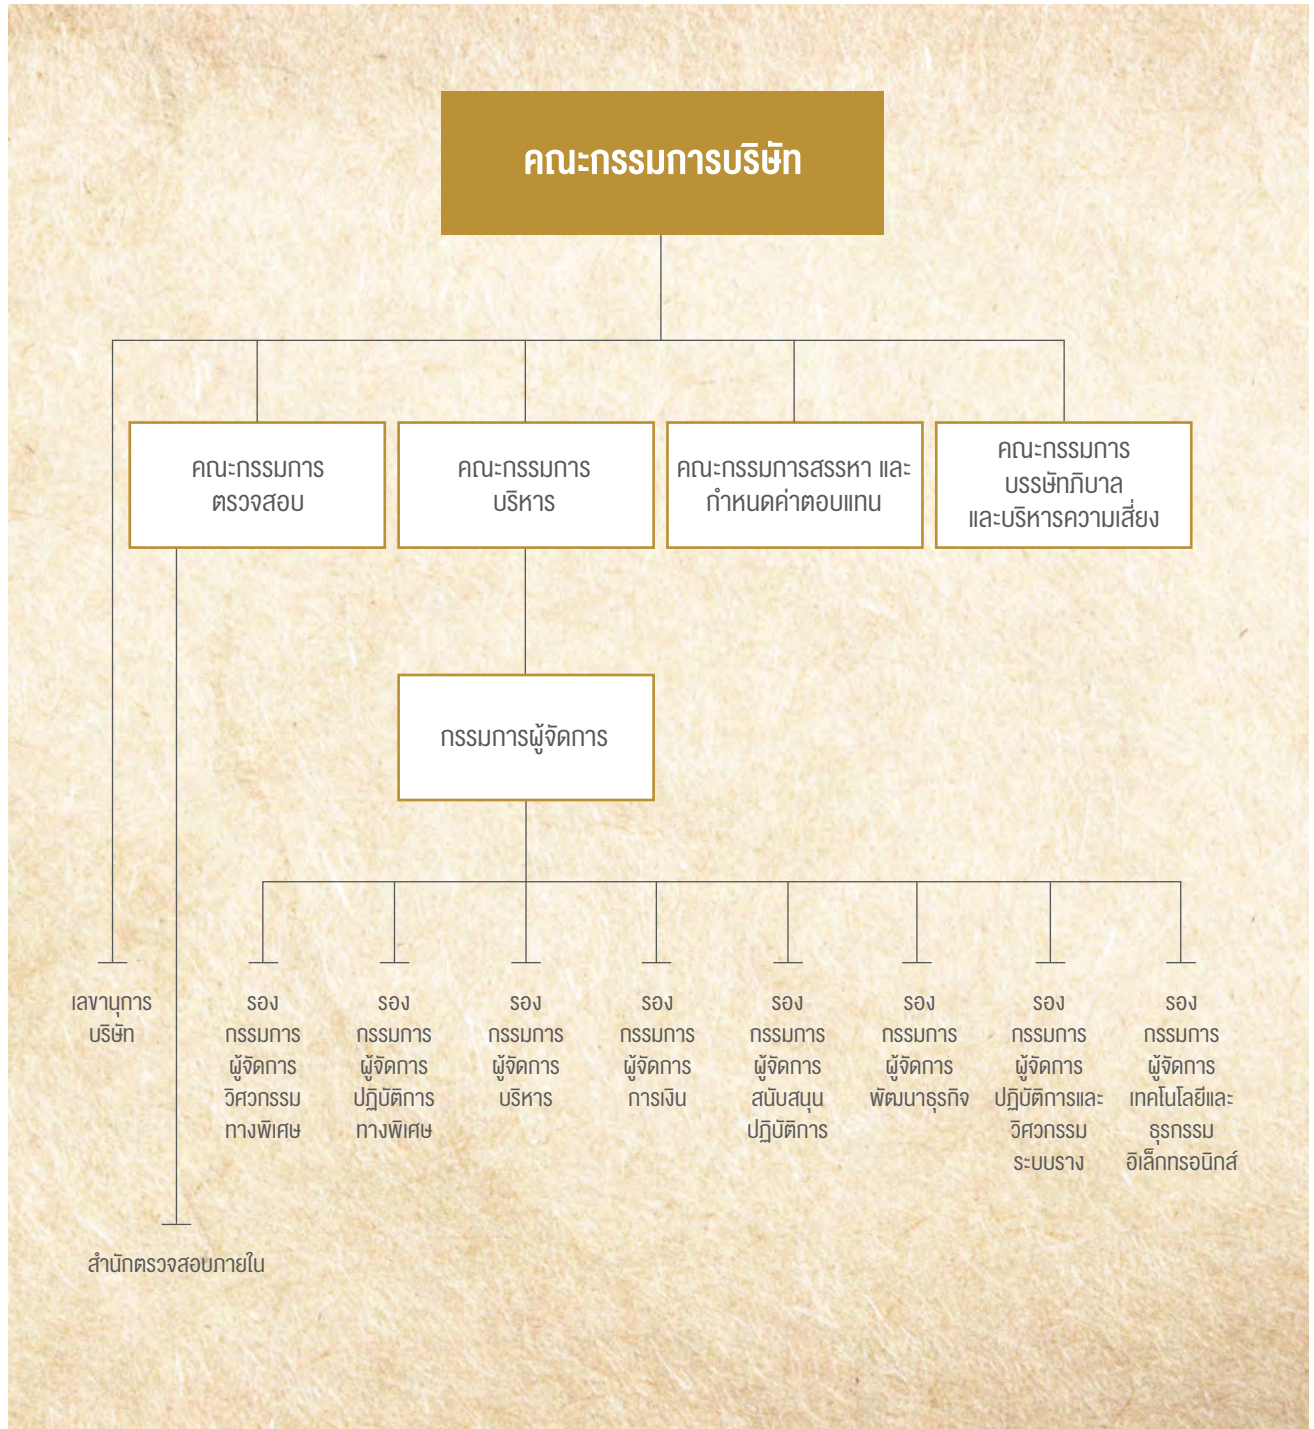 คณะกรรมการบริษัท
คณะกรรมการ
ตรวจสอบ
คณะกรรมการ
บริหาร
คณะกรรมการสรรหา และ
กำหนดค่าตอบแทน
คณะกรรมการ
บรรษัทภิบาล
และบริหารความเสี่ยง
กรรมการผู้จัดการ
เลขานุการ
บริษัท
รอง
กรรมการ
ผู้จัดการ
วิศวกรรม
ทางพิเศษ
รอง
กรรมการ
ผู้จัดการ
ปฏิบัติการ
ทางพิเศษ
รอง
กรรมการ
ผู้จัดการ
บริหาร
รอง
กรรมการ
ผู้จัดการ
การเงิน
รอง
กรรมการ
ผู้จัดการ
สนับสนุน
ปฏิบัติการ
รอง
กรรมการ
ผู้จัดการ
พัฒนาธุรกิจ
รอง
กรรมการ
ผู้จัดการ
ปฏิบัติการและ
วิศวกรรม
ระบบราง
รอง
กรรมการ
ผู้จัดการ
เทคโนโลยีและ
ธุรกรรม
อิเล็กทรอนิกส์
สำนักตรวจสอบภายใน